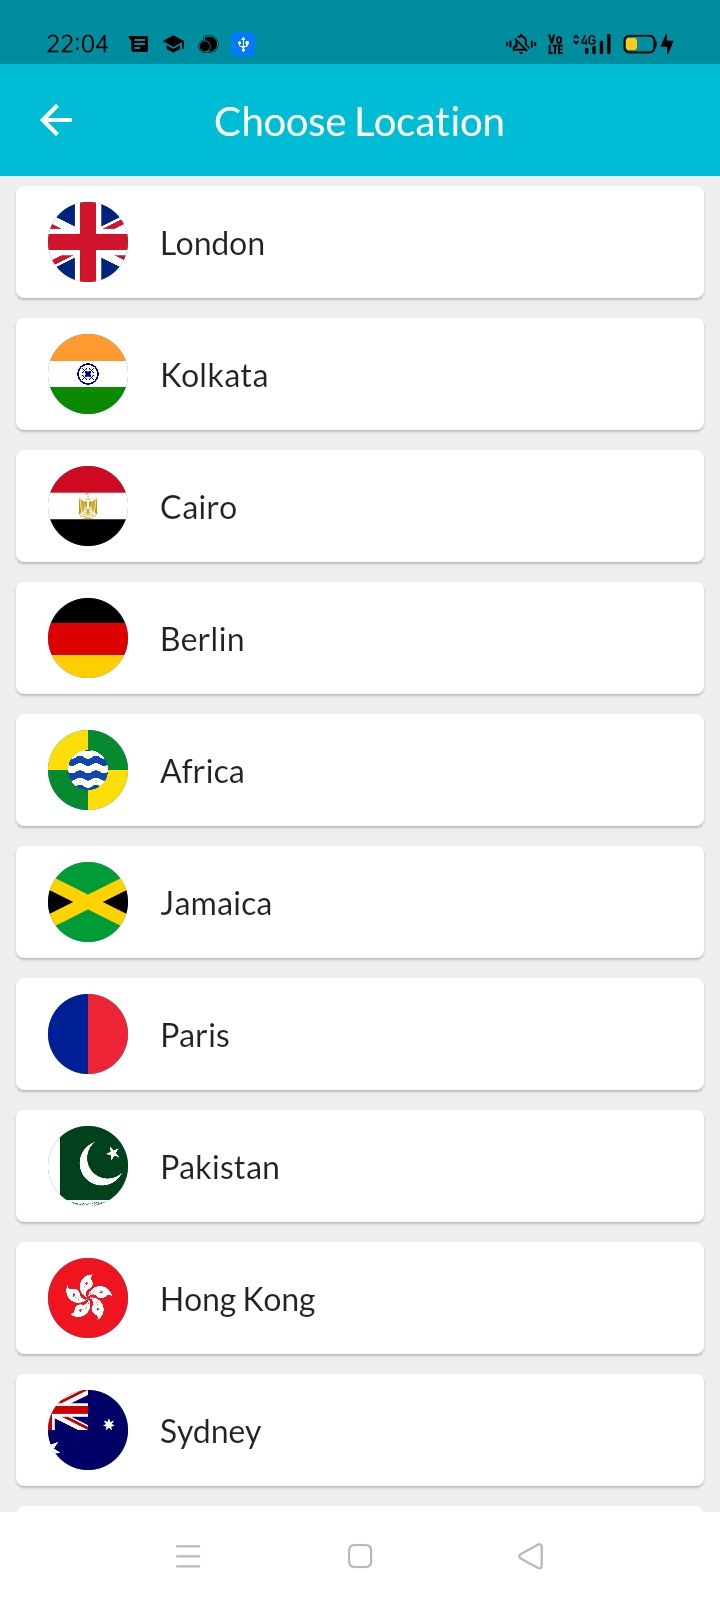 22:04
Vo LTE 4G
Choose Location
London
Kolkata
Cairo
Berlin
Africa
Jamaica
Paris
Pakistan
Hong Kong
Sydney